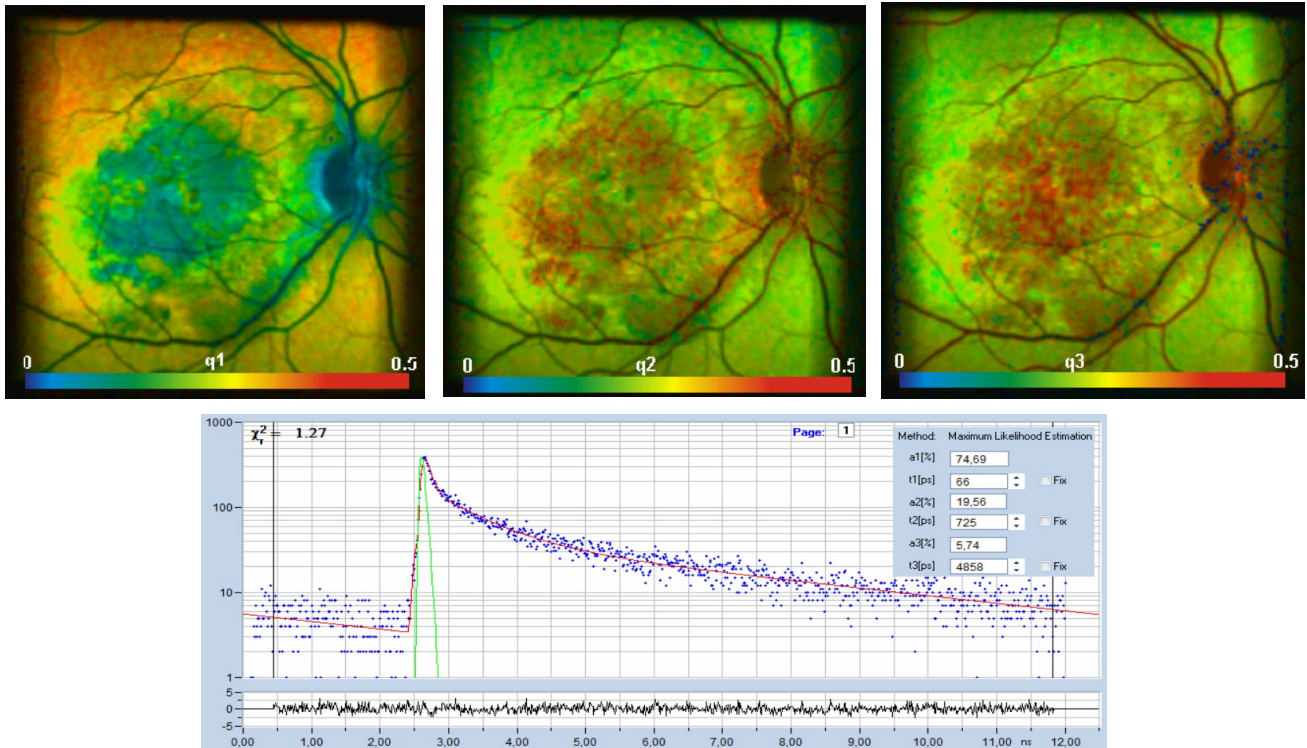 0 q1 0.5
0 q2 0.5
0 q3 0.5
1000
χr² = 1.27
Page: 1
Method: Maximum Likelihood Estimation
a1[%] 74,69
t1[ps] 66 Fix
a2[%] 19,56
t2[ps] 725 Fix
a3[%] 5,74
t3[ps] 4858 Fix
100
10
1
5
0
-5
0,00 1,00 2,00 3,00 4,00 5,00 6,00 7,00 8,00 9,00 10,00 11,00 ns 12,00